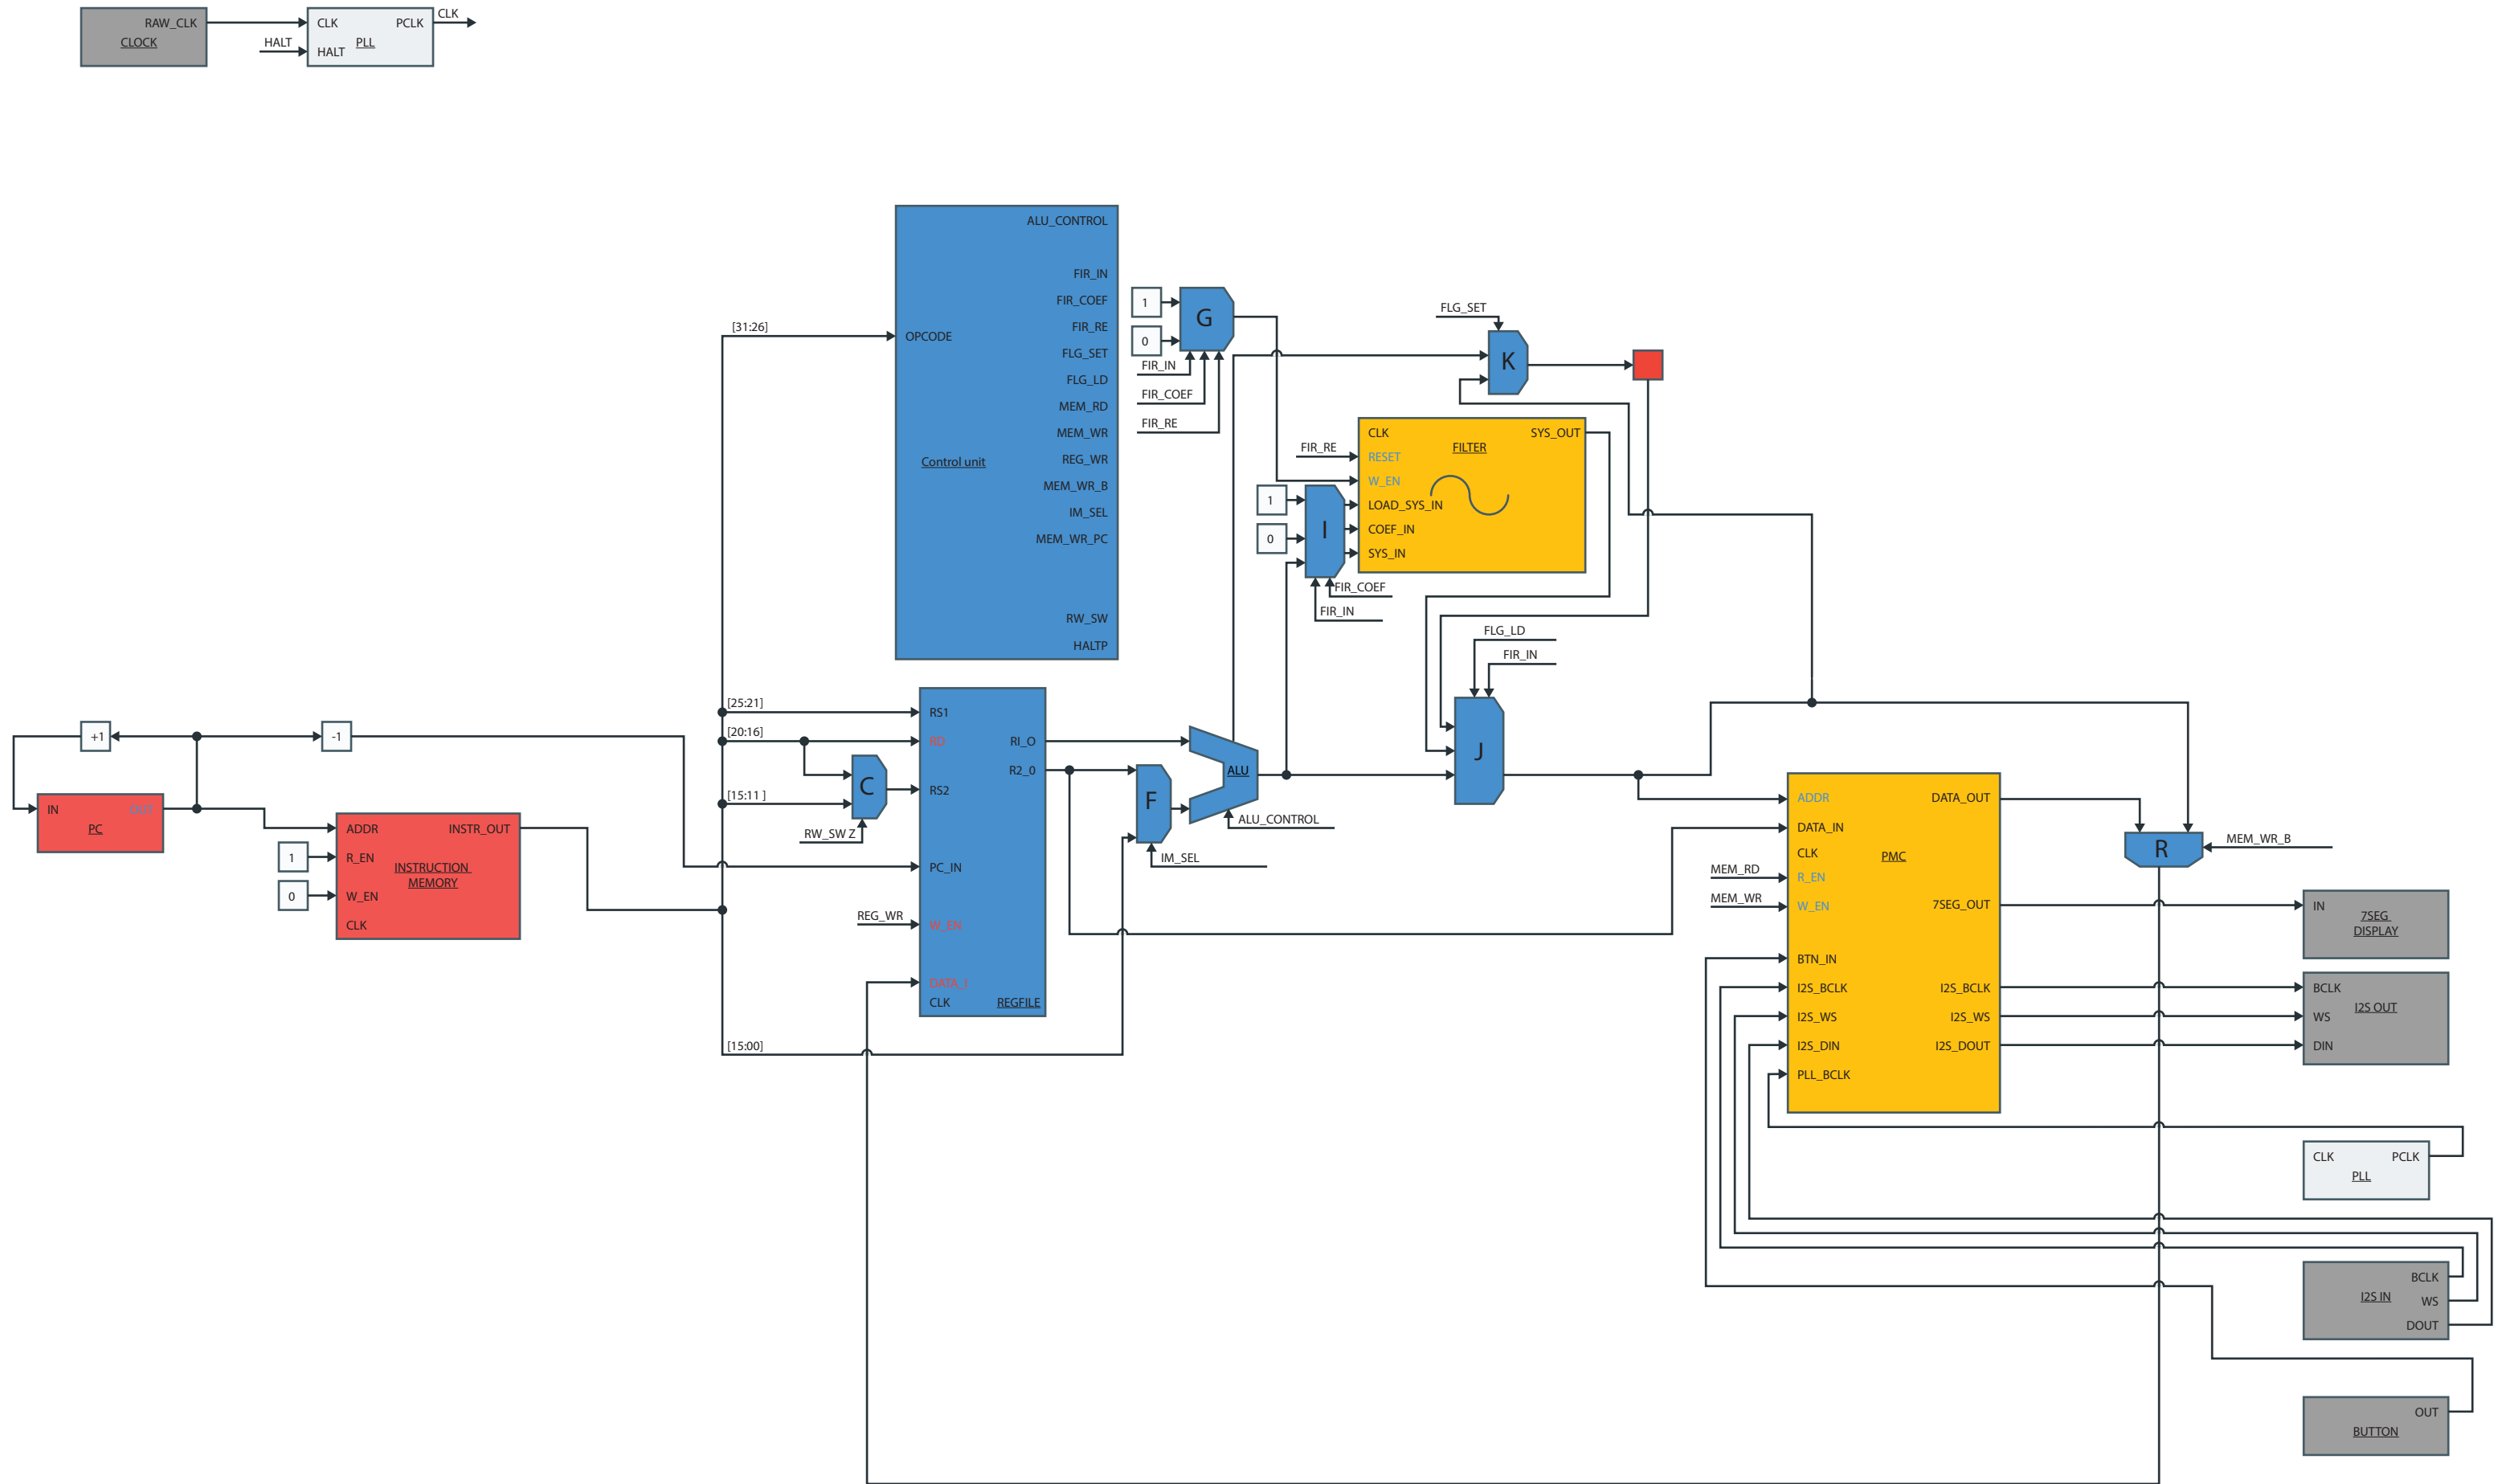 RAW_CLK
CLOCK
CLK
PCLK
HALT
HALT
PLL
CLK
ALU_CONTROL
FIR_IN
FIR_COEF
FIR_RE
FLG_SET
FLG_LD
MEM_RD
MEM_WR
REG_WR
MEM_WR_B
IM_SEL
MEM_WR_PC
RW_SW
HALTP
[31:26]
OPCODE
Control unit
1
0
G
FIR_IN
FIR_COEF
FIR_RE
FLG_SET
K
FIR_RE
CLK
SYS_OUT
FILTER
RESET
W_EN
LOAD_SYS_IN
COEF_IN
SYS_IN
1
0
I
FIR_COEF
FIR_IN
FLG_LD
FIR_IN
J
+1
-1
IN
OUT
PC
1
0
ADDR
INSTR_OUT
R_EN
INSTRUCTION
MEMORY
W_EN
CLK
[25:21]
[20:16]
[15:11 ]
C
RW_SW Z
REG_WR
[15:00]
RS1
RD
RI_O
R2_0
RS2
PC_IN
W_EN
DATA_I
CLK
REGFILE
F
IM_SEL
ALU
ALU_CONTROL
MEM_RD
MEM_WR
ADDR
DATA_OUT
DATA_IN
CLK
PMC
R_EN
W_EN
7SEG_OUT
BTN_IN
I2S_BCLK
I2S_BCLK
I2S_WS
I2S_WS
I2S_DIN
I2S_DOUT
PLL_BCLK
R
MEM_WR_B
IN
7SEG
DISPLAY
BCLK
I2S OUT
WS
DIN
CLK
PCLK
PLL
BCLK
I2S IN
WS
DOUT
OUT
BUTTON